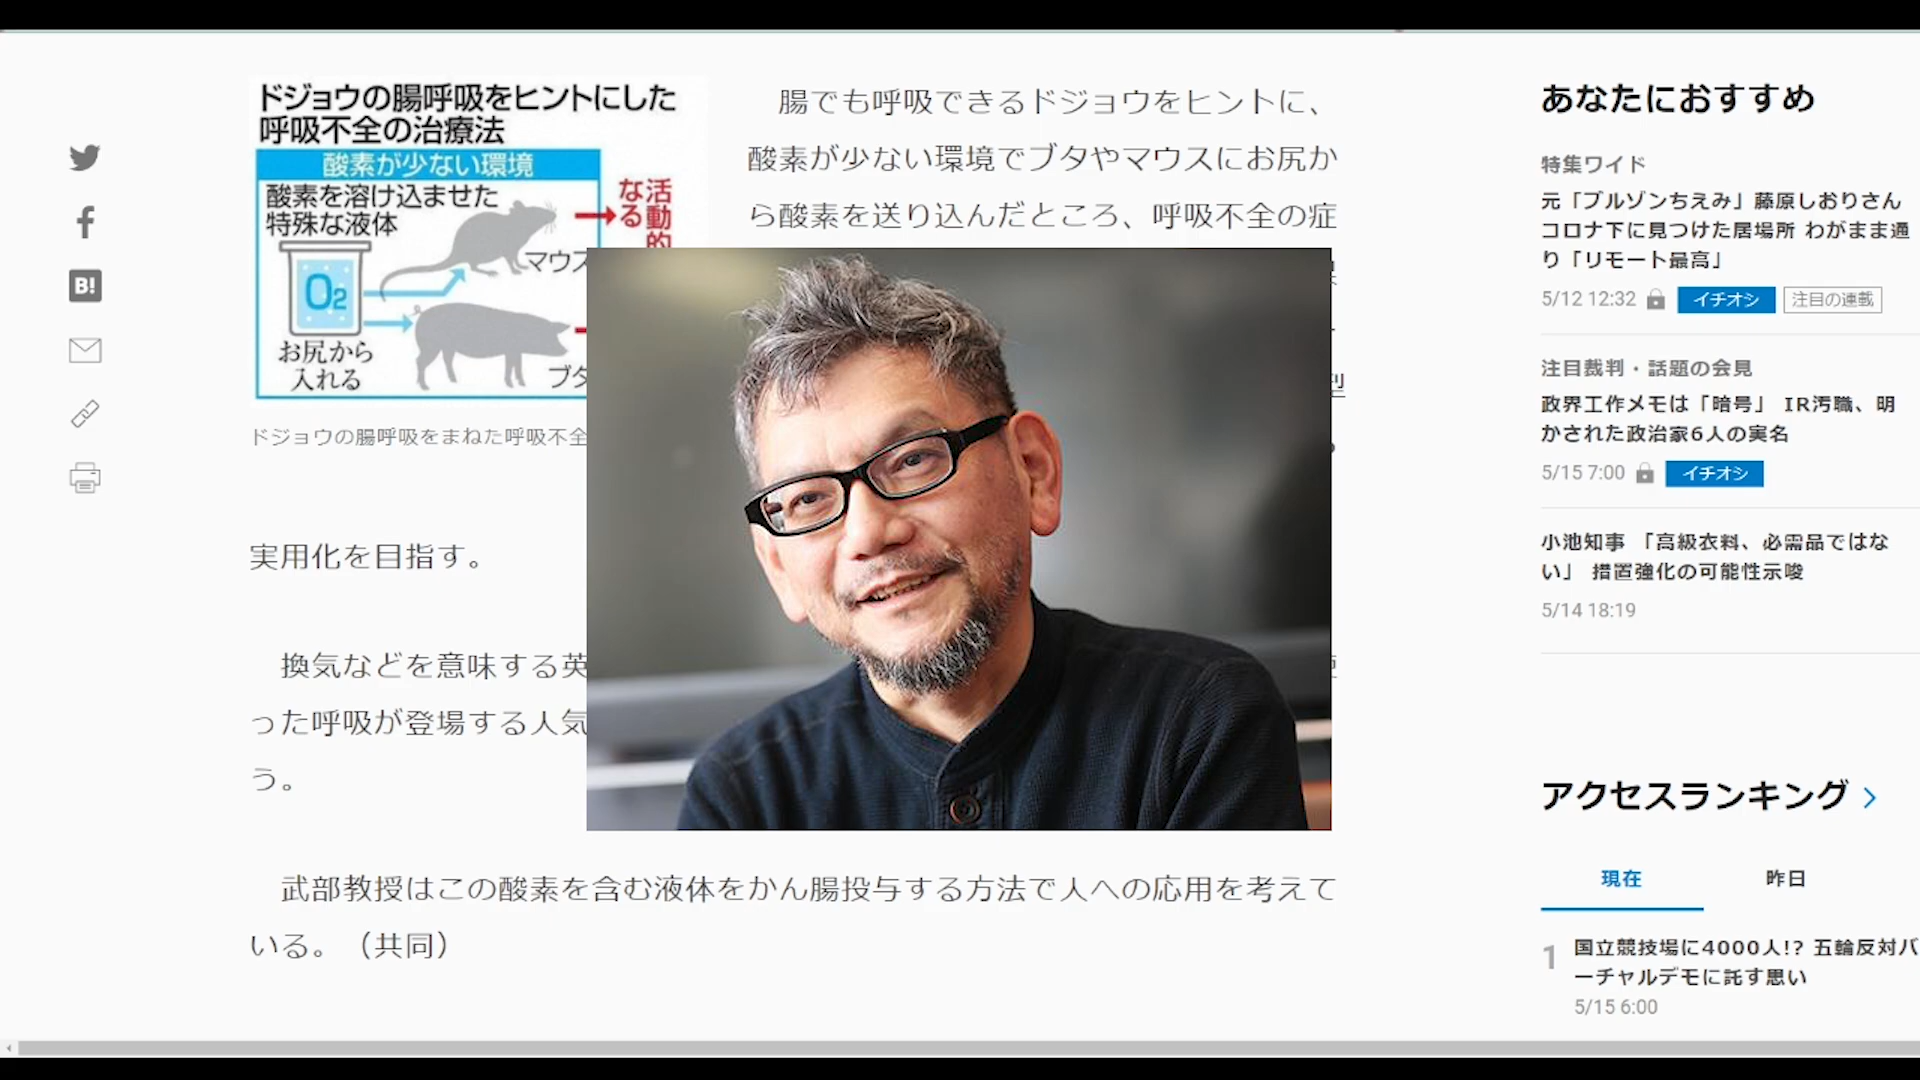 ドジョウの腸呼吸をヒントにした
呼吸不全の治療法
酸素が少ない環境
酸素を溶け込ませた
特殊な液体
O2
お尻から
入れる
マウス
ブタ
活動的
なる
ドジョウの腸呼吸をまねた呼吸不全
腸でも呼吸できるドジョウをヒントに、
酸素が少ない環境でブタやマウスにお尻か
ら酸素を送り込んだところ、呼吸不全の症
実用化を目指す。
換気などを意味する英
った呼吸が登場する人気
う。
武部教授はこの酸素を含む液体をかん腸投与する方法で人への応用を考えて
いる。（共同）
B!
あなたにおすすめ
特集ワイド
元「ブルゾンちえみ」藤原しおりさん
コロナ下に見つけた居場所 わがまま通
り「リモート最高」
5/12 12:32 イチオシ 注目の連載
注目裁判・話題の会見
政界工作メモは「暗号」 IR汚職、明
かされた政治家6人の実名
5/15 7:00 イチオシ
小池知事 「高級衣料、必需品ではな
い」 措置強化の可能性示唆
5/14 18:19
アクセスランキング
現在 昨日
1 国立競技場に4000人!? 五輪反対バ
ーチャルデモに託す思い
5/15 6:00